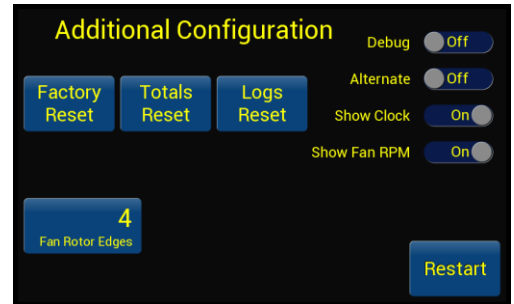 Additional Configuration
Debug Off
Alternate Off
Factory Reset
Totals Reset
Logs Reset
Show Clock On
Show Fan RPM On
4
Fan Rotor Edges
Restart